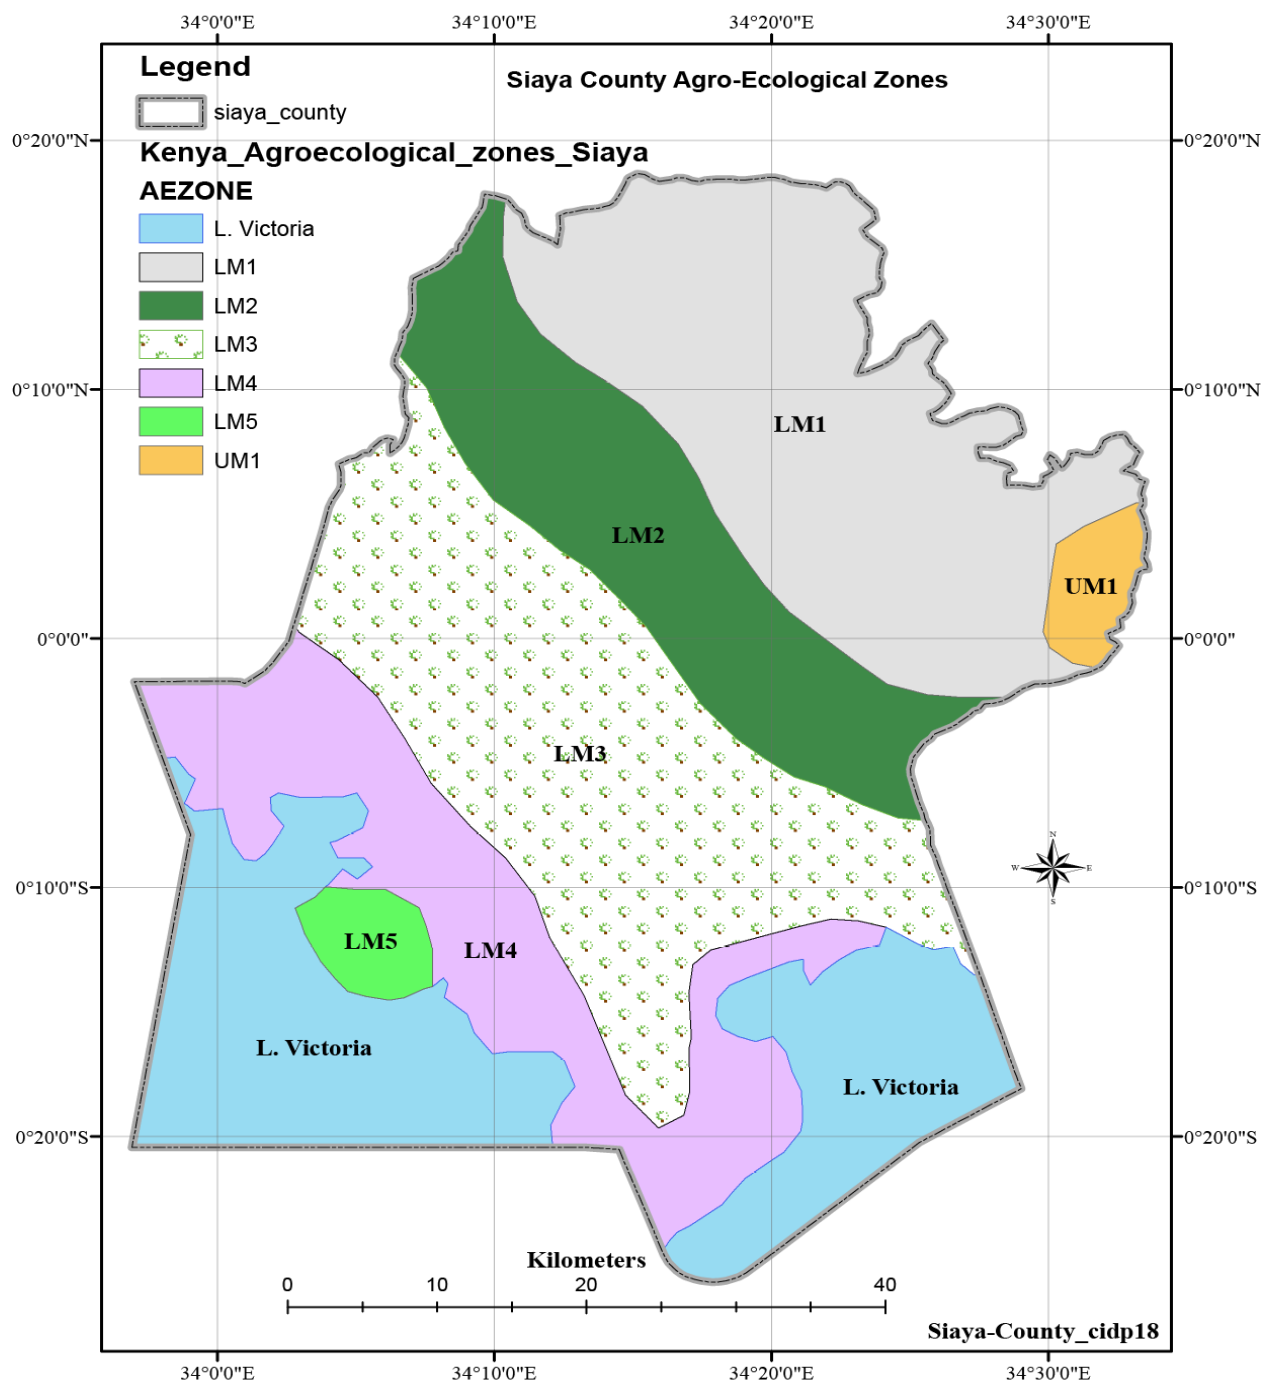 34°0'0"E 34°10'0"E 34°20'0"E 34°30'0"E
Legend
Siaya County Agro-Ecological Zones
siaya_county
0°20'0"N 0°20'0"N
Kenya_Agroecological_zones_Siaya
AEZONE
L. Victoria
LM1
LM2
LM3
LM4
LM5
UM1
0°10'0"N 0°10'0"N
LM1
LM2
UM1
0°0'0" 0°0'0"
LM3
N
W E
S
0°10'0"S 0°10'0"S
LM5
LM4
L. Victoria
L. Victoria
0°20'0"S 0°20'0"S
Kilometers
0 10 20 40
Siaya-County_cidp18
34°0'0"E 34°10'0"E 34°20'0"E 34°30'0"E